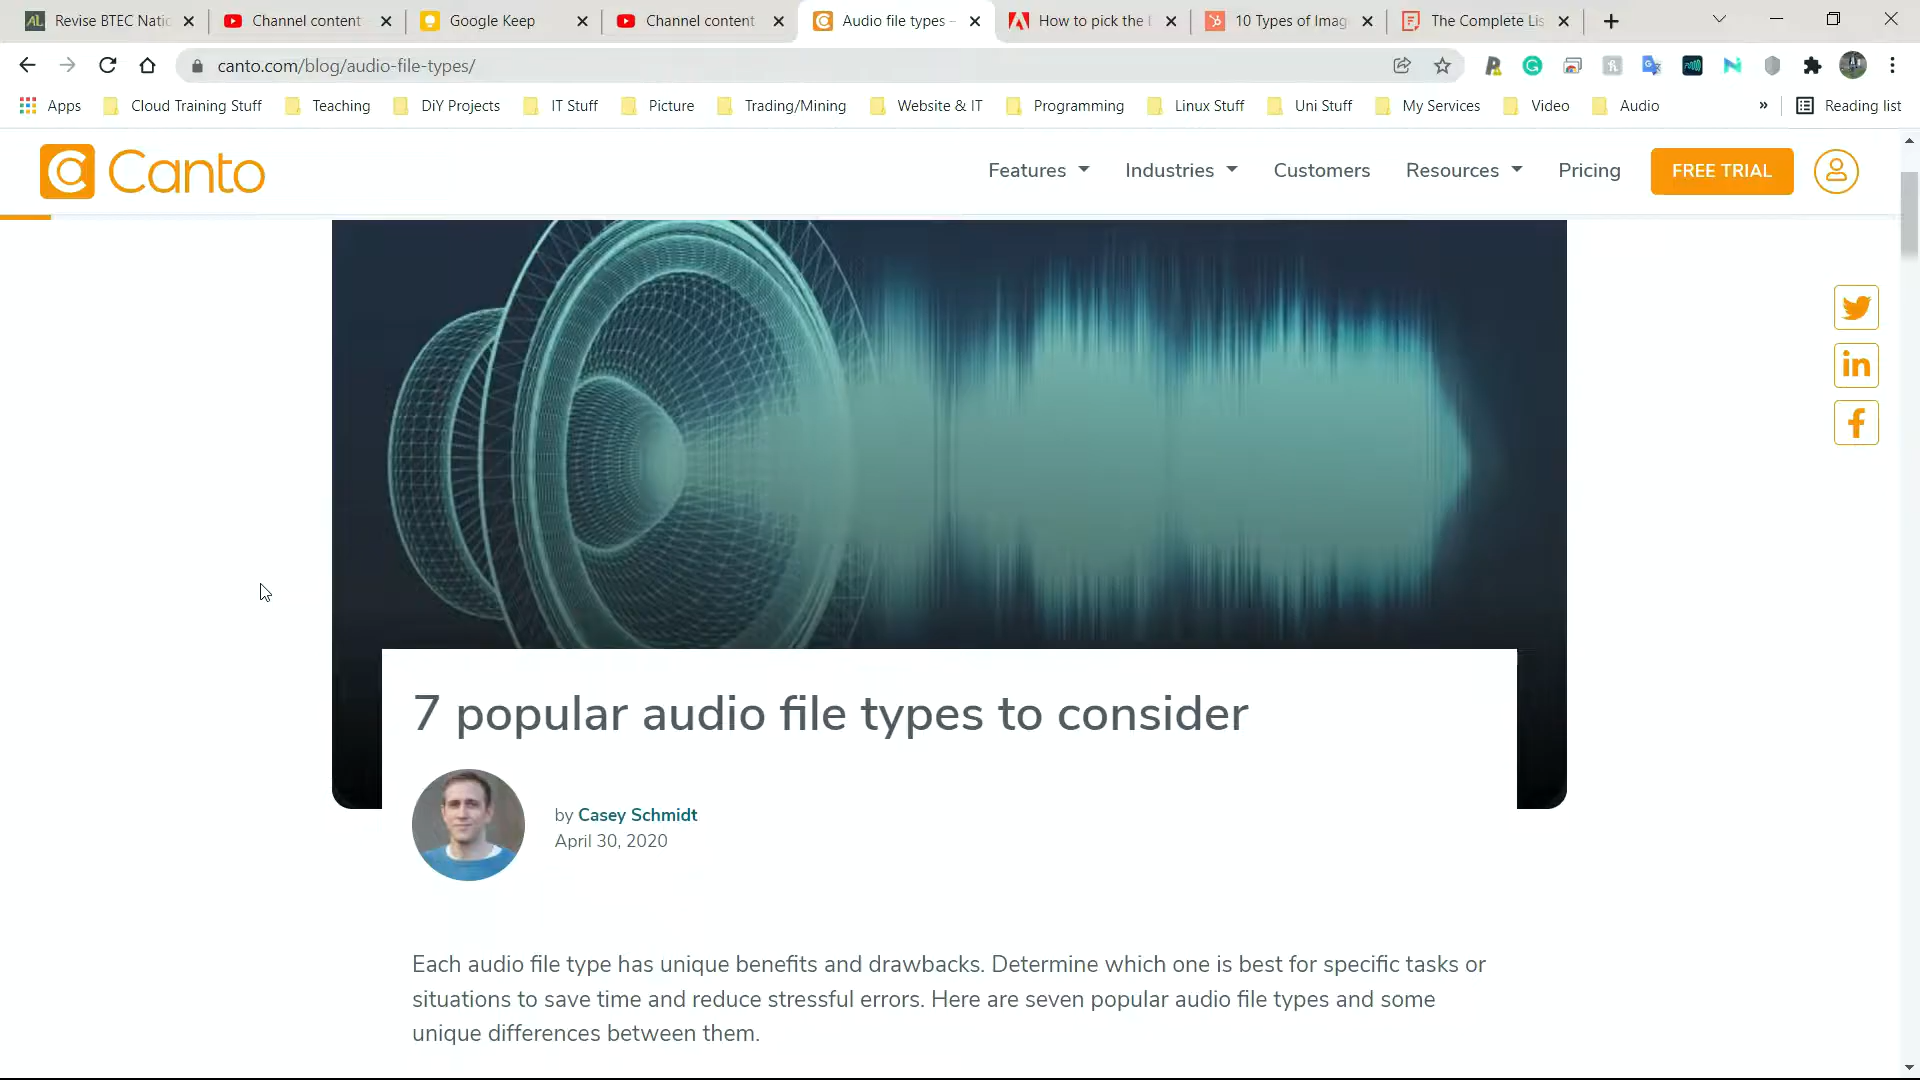 Revise BTEC Natio
Channel content
Google Keep
Channel content
Audio file types –
How to pick the
10 Types of Imag
The Complete Lis
canto.com/blog/audio-file-types/
Apps
Cloud Training Stuff
Teaching
DiY Projects
IT Stuff
Picture
Trading/Mining
Website & IT
Programming
Linux Stuff
Uni Stuff
My Services
Video
Audio
»
Reading list
Canto
Features
Industries
Customers
Resources
Pricing
FREE TRIAL
7 popular audio file types to consider
by Casey Schmidt
April 30, 2020
Each audio file type has unique benefits and drawbacks. Determine which one is best for specific tasks or
situations to save time and reduce stressful errors. Here are seven popular audio file types and some
unique differences between them.